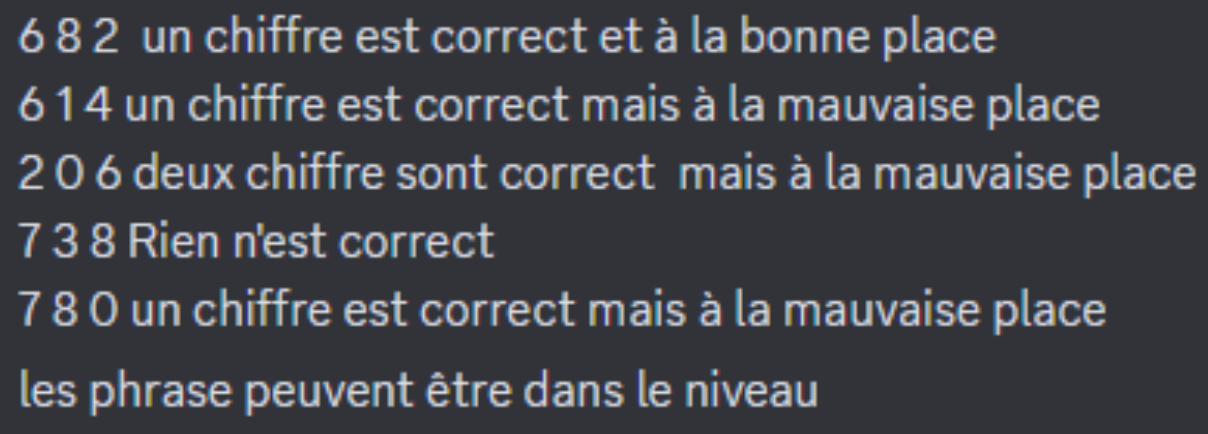 6 8 2 un chiffre est correct et à la bonne place
6 1 4 un chiffre est correct mais à la mauvaise place
2 0 6 deux chiffre sont correct mais à la mauvaise place
7 3 8 Rien n'est correct
7 8 0 un chiffre est correct mais à la mauvaise place
les phrase peuvent être dans le niveau